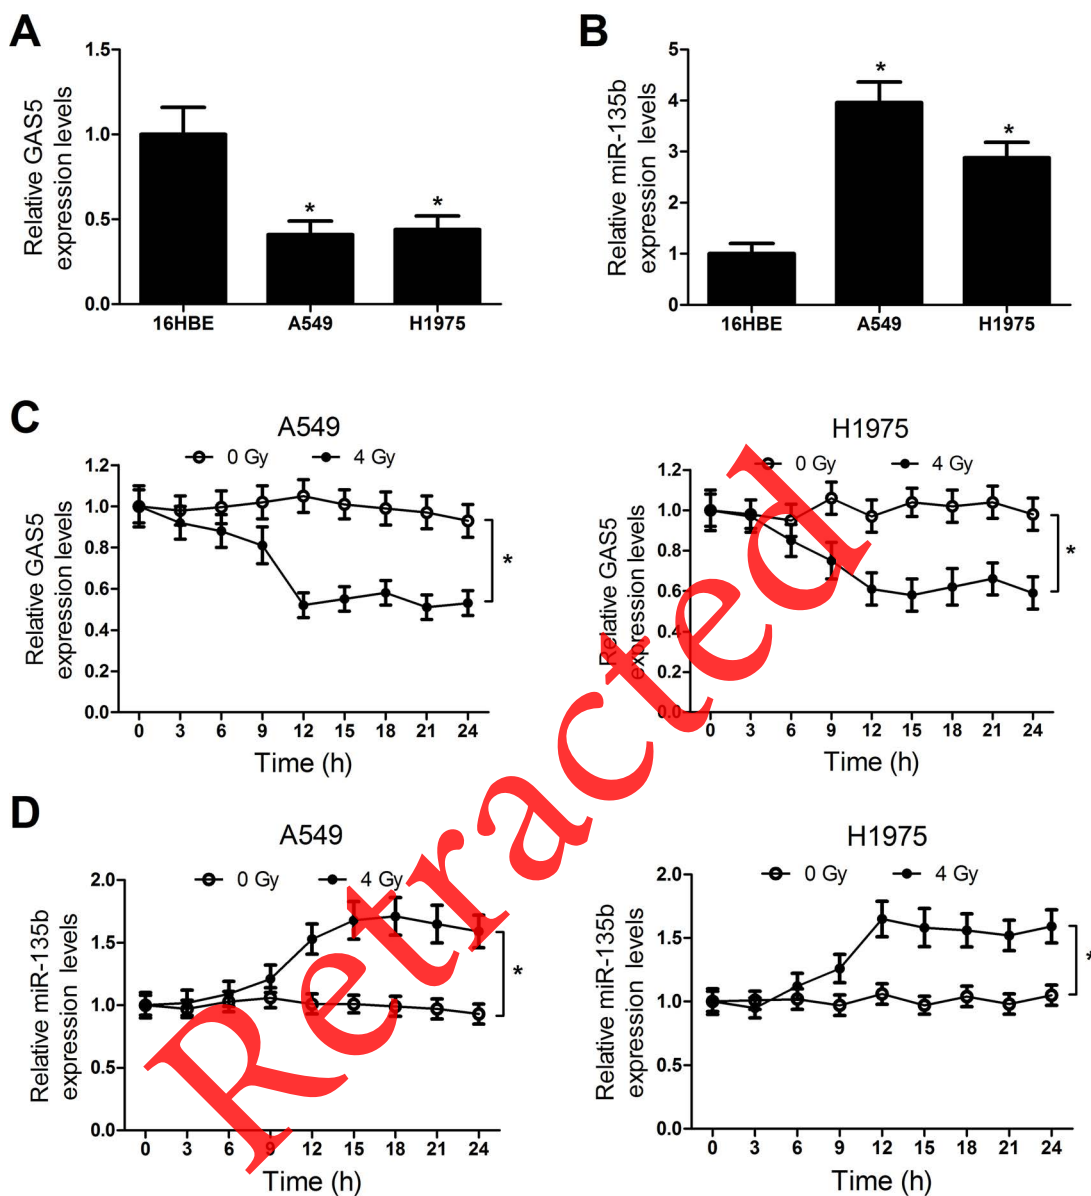 A
B
Relative GAS5
expression levels
1.5
1.0
0.5
0.0
*
*
16HBE
A549
H1975
Relative miR-135b
expression levels
5
4
3
2
1
0
*
*
16HBE
A549
H1975
C
A549
0 Gy
4 Gy
Relative GAS5
expression levels
1.2
1.0
0.8
0.6
0.4
0.2
0.0
*
0 3 6 9 12 15 18 21 24
Time (h)
H1975
0 Gy
4 Gy
Relative GAS5
expression levels
1.2
1.0
0.8
0.6
0.4
0.2
0.0
*
0 3 6 9 12 15 18 21 24
Time (h)
D
A549
0 Gy
4 Gy
Relative miR-135b
expression levels
2.0
1.5
1.0
0.5
0.0
*
0 3 6 9 12 15 18 21 24
Time (h)
H1975
0 Gy
4 Gy
Relative miR-135b
expression levels
2.0
1.5
1.0
0.5
0.0
*
0 3 6 9 12 15 18 21 24
Time (h)
Retracted